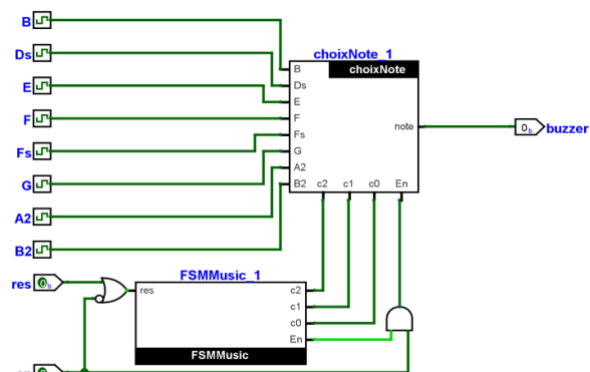 B
Ds
E
F
Fs
G
A2
B2
choixNote_1
choixNote
B
Ds
E
F
Fs
G
A2
B2
c2 c1 c0 En
note
0b buzzer
res
FSMMusic_1
res
c2
c1
c0
En
FSMMusic